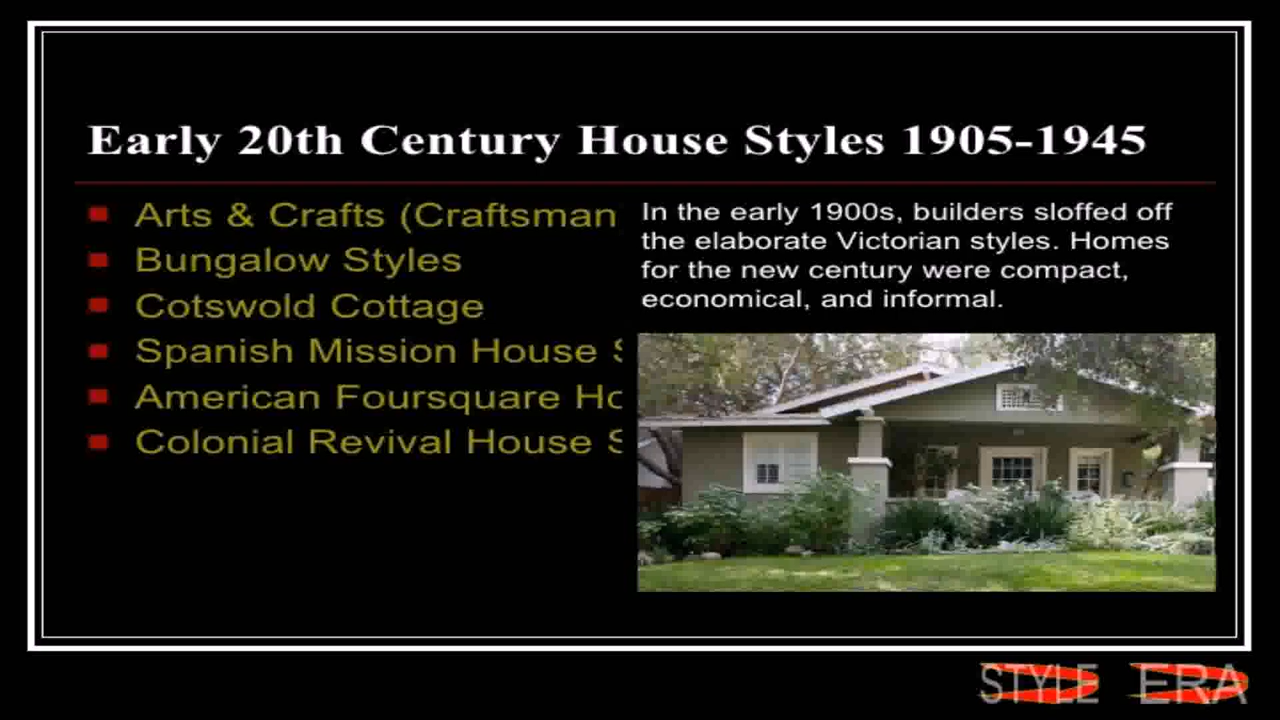 Early 20th Century House Styles 1905-1945
Arts & Crafts (Craftsman
Bungalow Styles
Cotswold Cottage
Spanish Mission House
American Foursquare
Colonial Revival House
In the early 1900s, builders sloffed off
the elaborate Victorian styles. Homes
for the new century were compact,
economical, and informal.
STYLE ERA